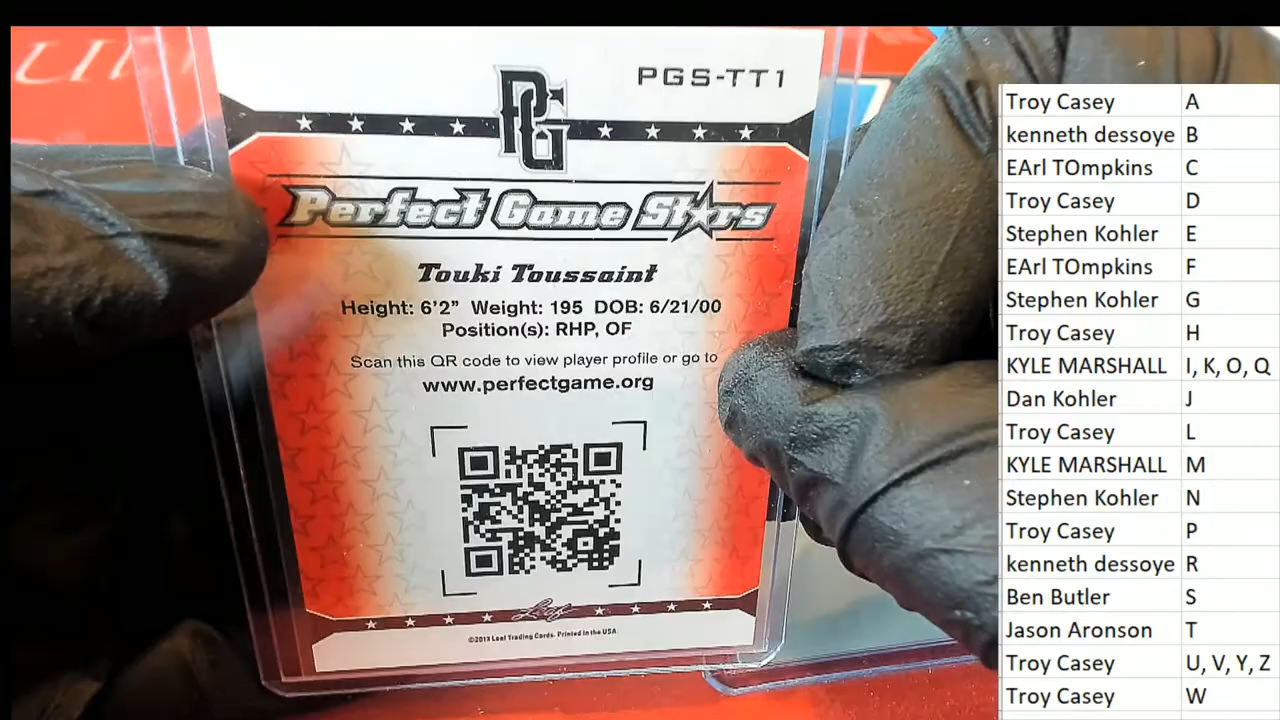 PGS-TT1
PG
Perfect Game Stars
Touki Toussaint
Height: 6'2" Weight: 195 DOB: 6/21/00
Position(s): RHP, OF
Scan this QR code to view player profile or go to
www.perfectgame.org
Leaf
©2013 Leaf Trading Cards. Printed in the USA
Troy Casey A
kenneth dessoye B
EArl TOmpkins C
Troy Casey D
Stephen Kohler E
EArl TOmpkins F
Stephen Kohler G
Troy Casey H
KYLE MARSHALL I, K, O, Q
Dan Kohler J
Troy Casey L
KYLE MARSHALL M
Stephen Kohler N
Troy Casey P
kenneth dessoye R
Ben Butler S
Jason Aronson T
Troy Casey U, V, Y, Z
Troy Casey W